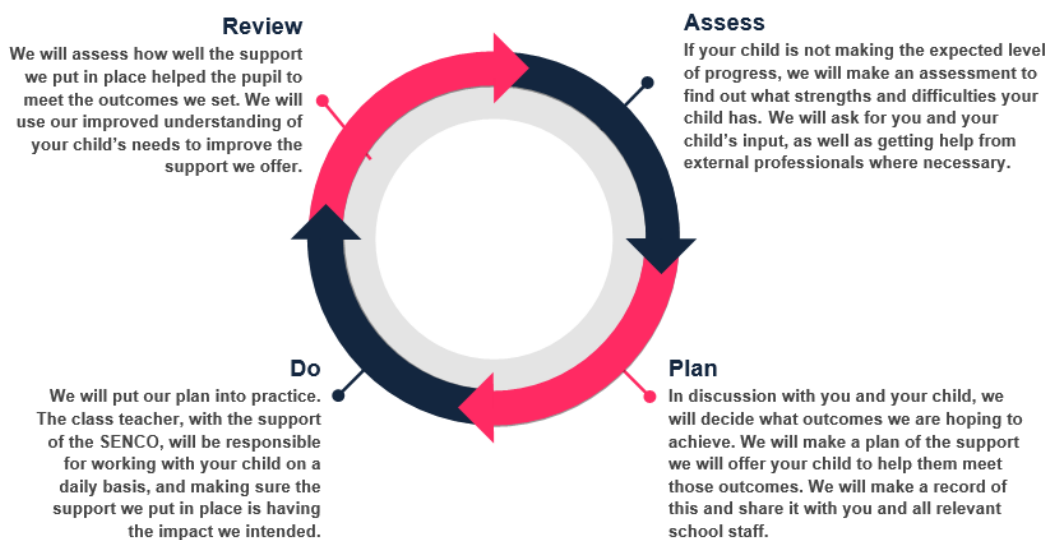 Review
We will assess how well the support
we put in place helped the pupil to
meet the outcomes we set. We will
use our improved understanding of
your child's needs to improve the
support we offer.
Assess
If your child is not making the expected level
of progress, we will make an assessment to
find out what strengths and difficulties your
child has. We will ask for you and your
child's input, as well as getting help from
external professionals where necessary.
Do
We will put our plan into practice.
The class teacher, with the support
of the SENCO, will be responsible
for working with your child on a
daily basis, and making sure the
support we put in place is having
the impact we intended.
Plan
In discussion with you and your child, we
will decide what outcomes we are hoping to
achieve. We will make a plan of the support
we will offer your child to help them meet
those outcomes. We will make a record of
this and share it with you and all relevant
school staff.